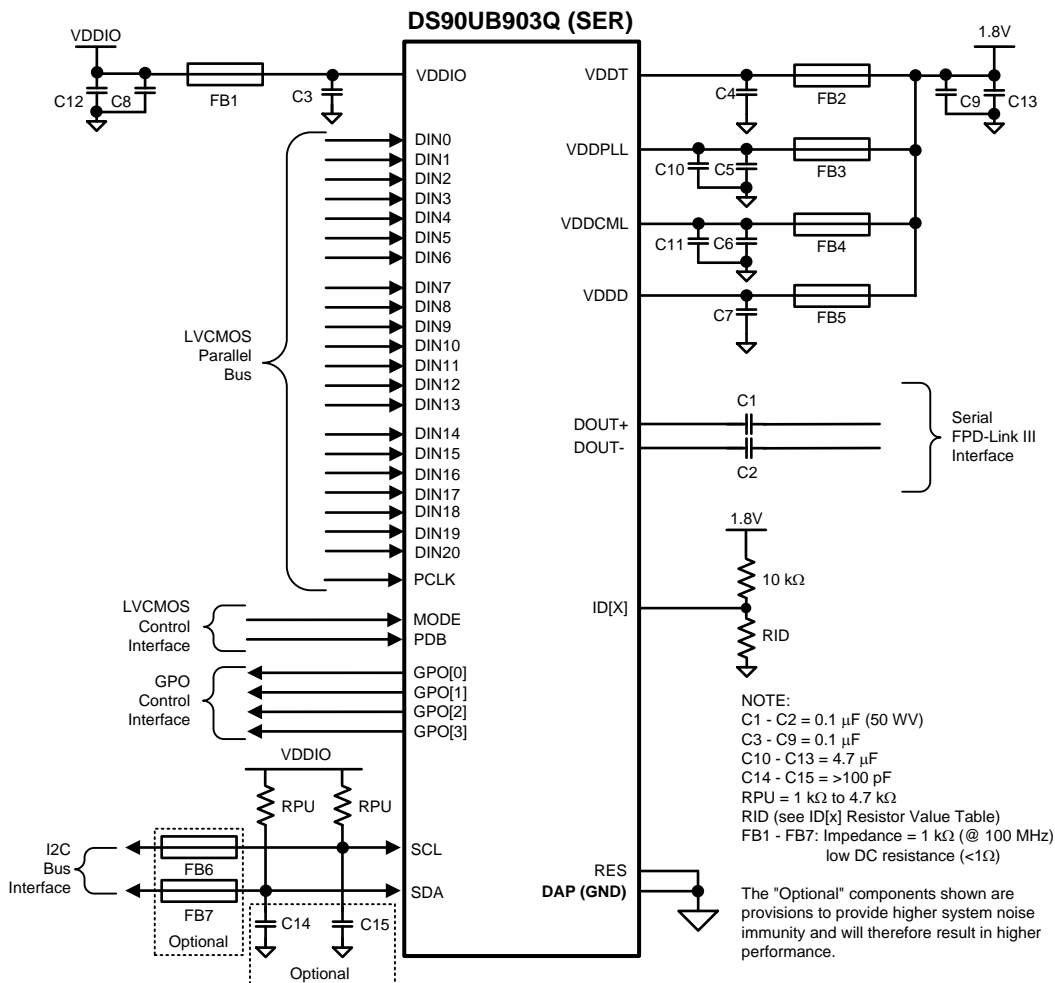 DS90UB903Q (SER)
VDDIO
C12
C8
FB1
C3
VDDIO
LVCMOS
Parallel
Bus
DIN0
DIN1
DIN2
DIN3
DIN4
DIN5
DIN6
DIN7
DIN8
DIN9
DIN10
DIN11
DIN12
DIN13
DIN14
DIN15
DIN16
DIN17
DIN18
DIN19
DIN20
PCLK
LVCMOS
Control
Interface
MODE
PDB
GPO
Control
Interface
GPO[0]
GPO[1]
GPO[2]
GPO[3]
VDDIO
RPU
RPU
I2C
Bus
Interface
FB6
FB7
Optional
SCL
SDA
C14
C15
Optional
1.8V
VDDT
C4
FB2
C9
C13
VDDPLL
C10
C5
FB3
VDDCML
C11
C6
FB4
VDDD
C7
FB5
DOUT+
DOUT-
C1
C2
Serial
FPD-Link III
Interface
1.8V
10 kΩ
ID[X]
RID
NOTE:
C1 - C2 = 0.1 μF (50 WV)
C3 - C9 = 0.1 μF
C10 - C13 = 4.7 μF
C14 - C15 = >100 pF
RPU = 1 kΩ to 4.7 kΩ
RID (see ID[x] Resistor Value Table)
FB1 - FB7: Impedance = 1 kΩ (@ 100 MHz)
low DC resistance (<1Ω)
RES
DAP (GND)
The "Optional" components shown are
provisions to provide higher system noise
immunity and will therefore result in higher
performance.